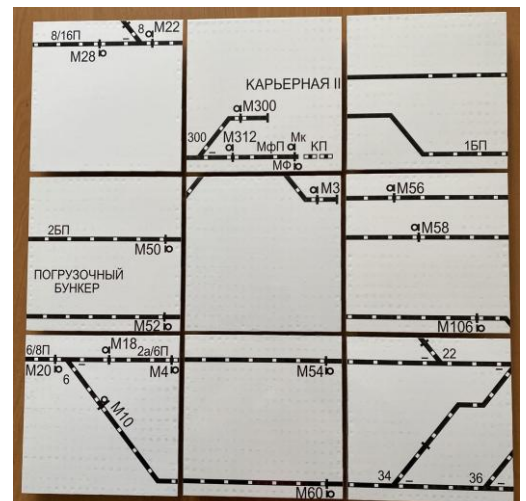 8/16П
8
М22
М28
КАРЬЕРНАЯ II
М300
300
М312
МфП
Мк
КП
МФ
1БП
2БП
М50
ПОГРУЗОЧНЫЙ
БУНКЕР
М52
М3
М56
М58
М106
6/8П
М18
2а/6П
М20
6
М4
М10
М54
М60
22
34
36